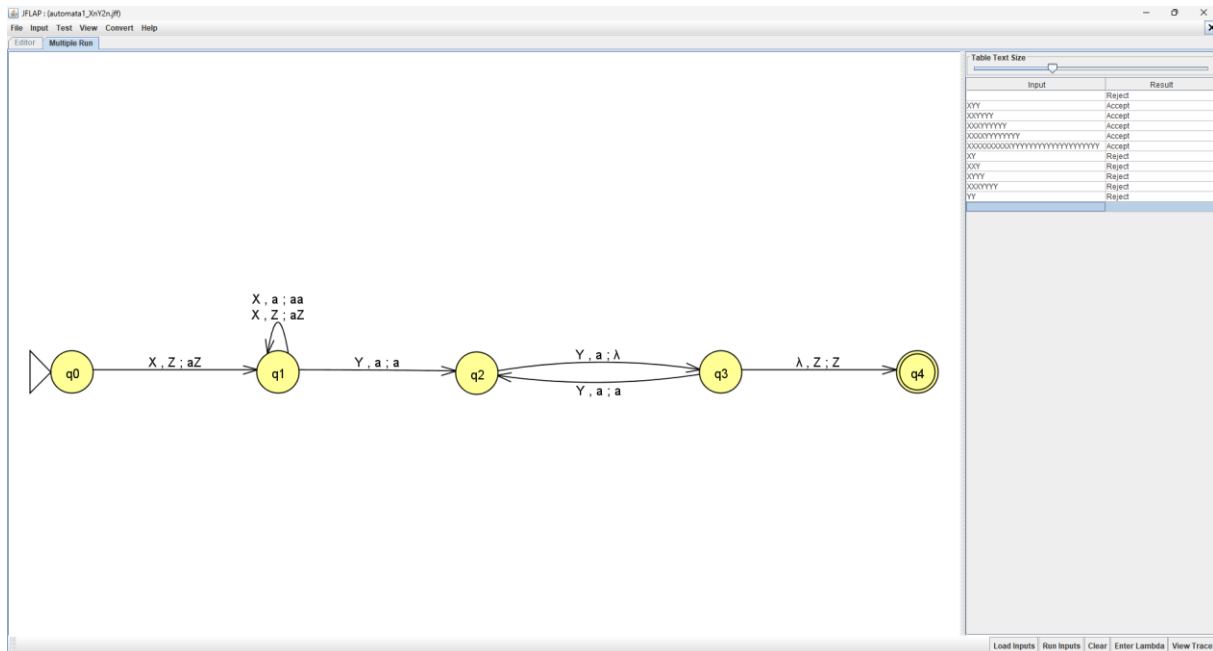 JFLAP : (automata1_XnY2n.jff)
File Input Test View Convert Help
Editor Multiple Run
Table Text Size
Input Result
Reject
XYY Accept
XXYYYY Accept
XXXYYYYYY Accept
XXXXYYYYYYYY Accept
Accept
XY Reject
XXY Reject
XYYY Reject
XXXYYYY Reject
YY Reject
X , a ; aa
X , Z ; aZ
X , Z ; aZ
Y , a ; a
Y , a ; λ
Y , a ; a
λ , Z ; Z
q0 q1 q2 q3 q4
Load Inputs Run Inputs Clear Enter Lambda View Trace